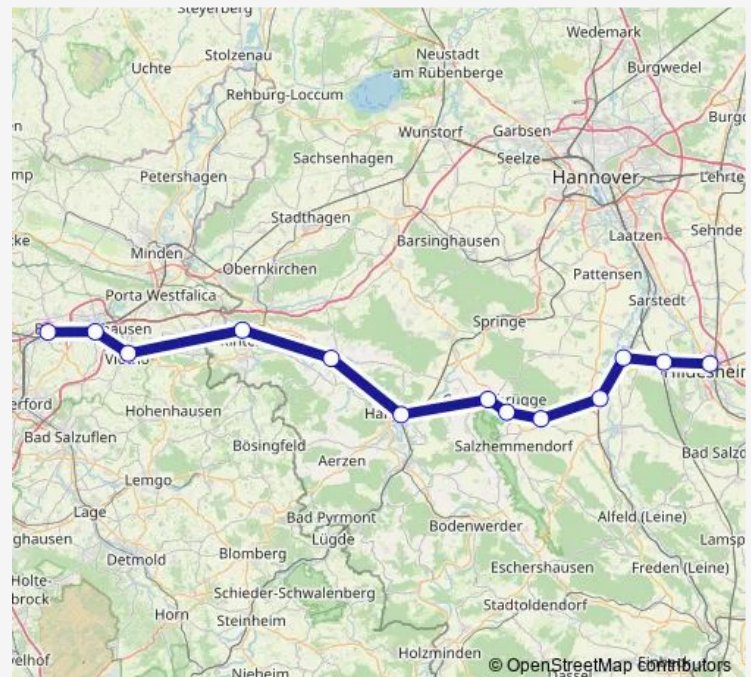 Steyerberg
Wedemark
Uchte
Stolzenau
Neustadt
am Rübenberge
Burgwedel
Rehburg-Loccum
Wunstorf
Garbsen
Sachsenhagen
Seelze
Petershagen
Hannover
Lehrte
Stadthagen
Laatzen
Sehnde
Minden
Barsinghausen
Obernkirchen
Pattensen
Porta Westfalica
Sarstedt
Springe
Hohenhausen
Bad Salzuflen
Bösingfeld
Salzhemmendorf
Aerzen
Lemgo
Lage
Bad Pyrmont
Lügde
Bodenwerder
Alfeld (Leine)
Detmold
Blomberg
Eschershausen
Freden (Leine)
Schieder-Schwalenberg
Stadtoldendorf
Horn
Steinheim
Holzminden
Nieheim
© OpenStreetMap contributors